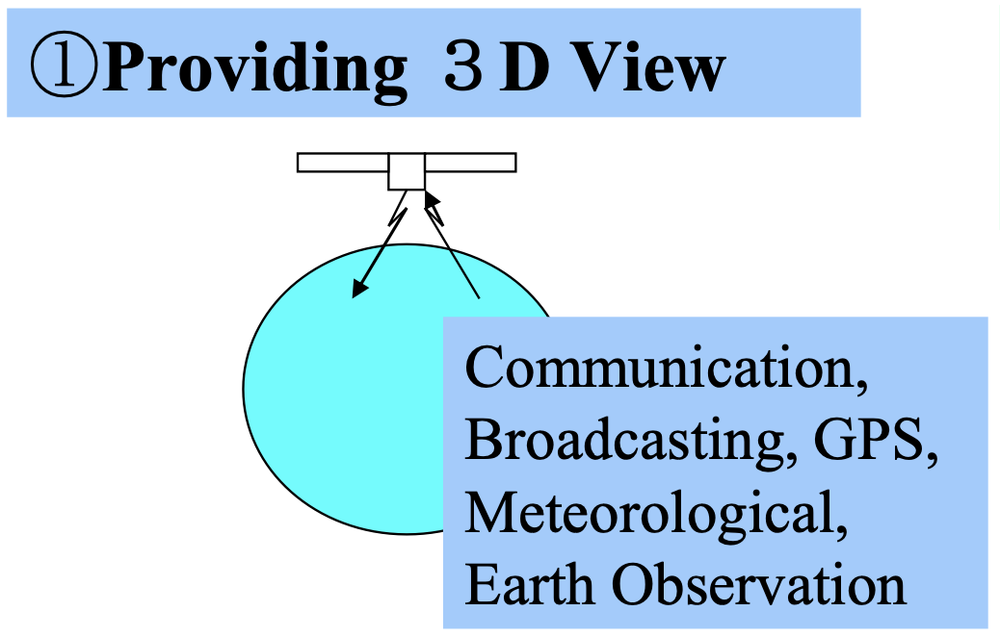 ①Providing ３D View
Communication,
Broadcasting, GPS,
Meteorological,
Earth Observation